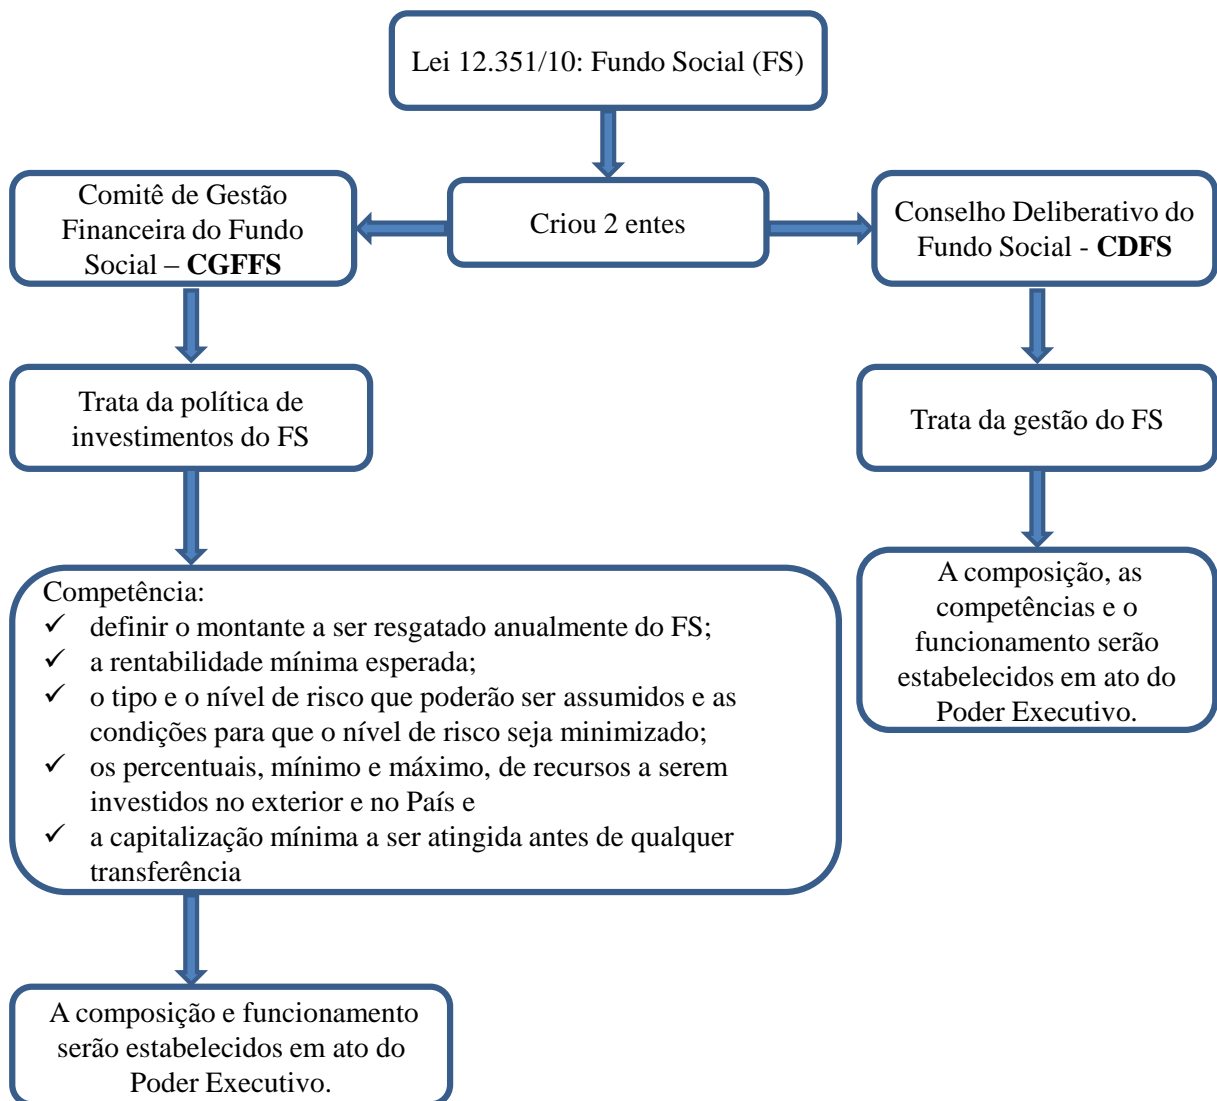 Lei 12.351/10: Fundo Social (FS)
Comitê de Gestão
Financeira do Fundo
Social – CGFFS
Criou 2 entes
Conselho Deliberativo do
Fundo Social - CDFS
Trata da política de
investimentos do FS
Trata da gestão do FS
Competência:
✓ definir o montante a ser resgatado anualmente do FS;
✓ a rentabilidade mínima esperada;
✓ o tipo e o nível de risco que poderão ser assumidos e as
condições para que o nível de risco seja minimizado;
✓ os percentuais, mínimo e máximo, de recursos a serem
investidos no exterior e no País e
✓ a capitalização mínima a ser atingida antes de qualquer
transferência
A composição, as
competências e o
funcionamento serão
estabelecidos em ato do
Poder Executivo.
A composição e funcionamento
serão estabelecidos em ato do
Poder Executivo.